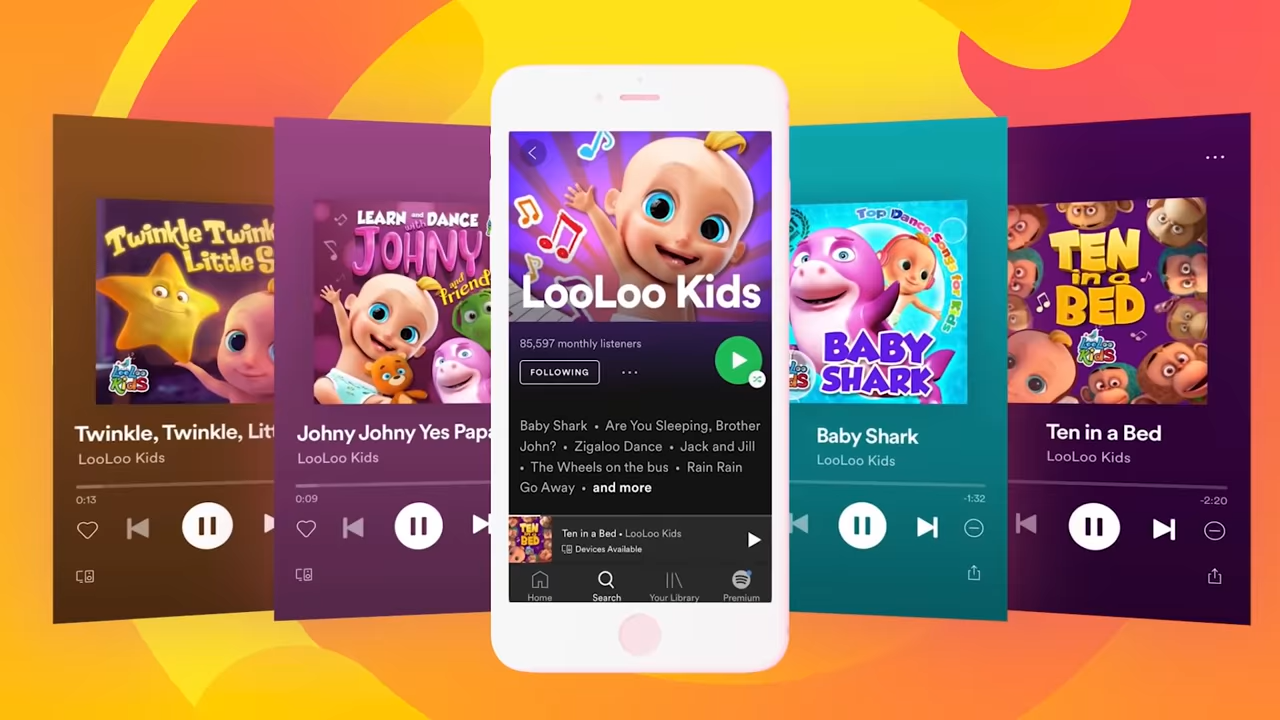 Twinkle Twink
Little S
LooLoo
Kids
Twinkle, Twinkle, Litt
LooLoo Kids
0:13
LEARN and DANCE
with
JOHNY
and
friends
Johny Johny Yes Papa
LooLoo Kids
0:09
LooLoo Kids
85,597 monthly listeners
FOLLOWING
Baby Shark • Are You Sleeping, Brother
John? • Zigaloo Dance • Jack and Jill
• The Wheels on the bus • Rain Rain
Go Away • and more
TEN
in a
BED
Ten in a Bed • LooLoo Kids
Devices Available
Home
Search
Your Library
Premium
Top Dance Songs for Kids
BABY
SHARK
Baby Shark
LooLoo Kids
-1:32
TEN
in a
BED
LooLoo
Kids
Ten in a Bed
LooLoo Kids
-2:20